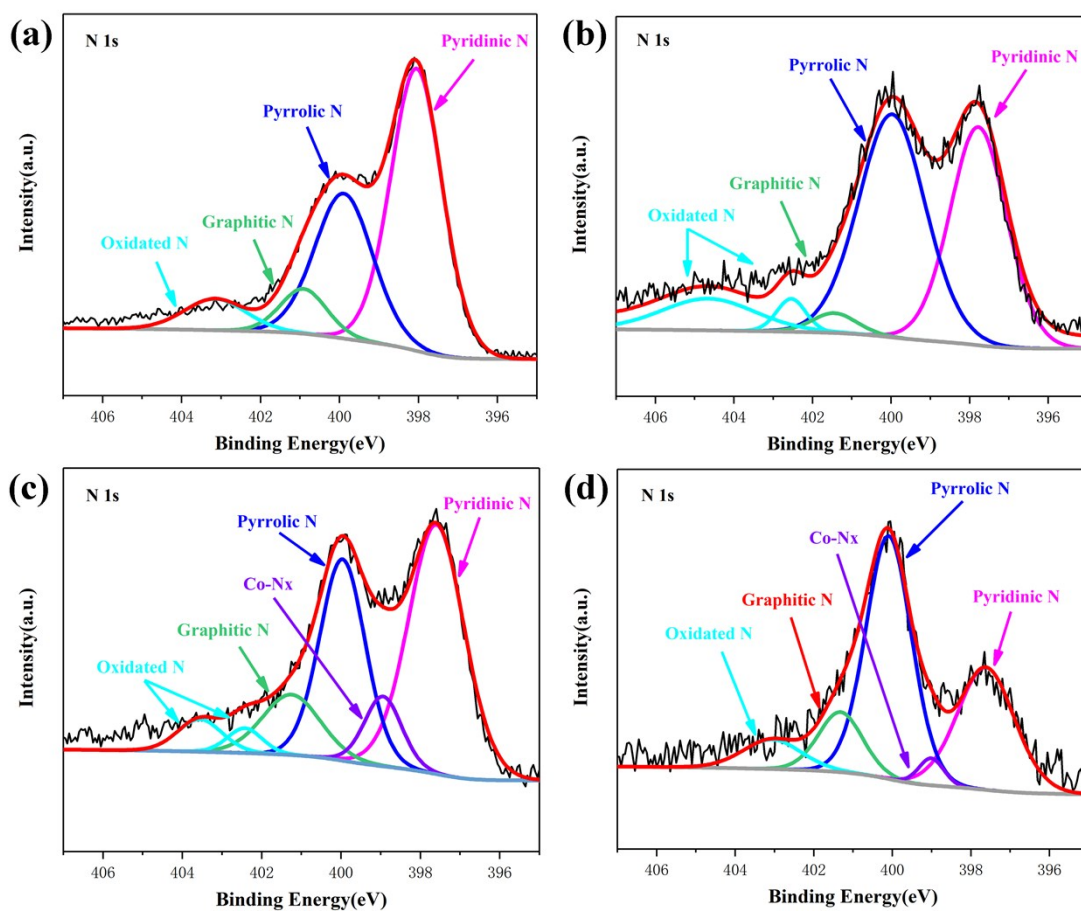 (a)
N 1s
Pyridinic N
Pyrrolic N
Graphitic N
Oxidated N
Intensity(a.u.)
406 404 402 400 398 396
Binding Energy(eV)
(b)
N 1s
Pyrrolic N
Pyridinic N
Graphitic N
Oxidated N
Intensity(a.u.)
406 404 402 400 398 396
Binding Energy(eV)
(c)
N 1s
Pyridinic N
Pyrrolic N
Co-Nx
Graphitic N
Oxidated N
Intensity(a.u.)
406 404 402 400 398 396
Binding Energy(eV)
(d)
N 1s
Pyrrolic N
Co-Nx
Graphitic N
Pyridinic N
Oxidated N
Intensity(a.u.)
406 404 402 400 398 396
Binding Energy(eV)